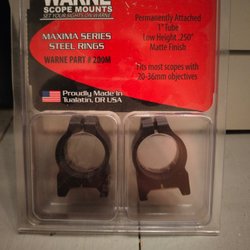 WARNE
SCOPE MOUNTS
SET YOUR SIGHTS ON WARNE
MAXIMA SERIES
STEEL RINGS
WARNE PART # 200M
Permanently Attached
1" Tube
Low Height .250"
Matte Finish
Fits most scopes with
20-36mm objectives
Proudly Made in
Tualatin, OR USA